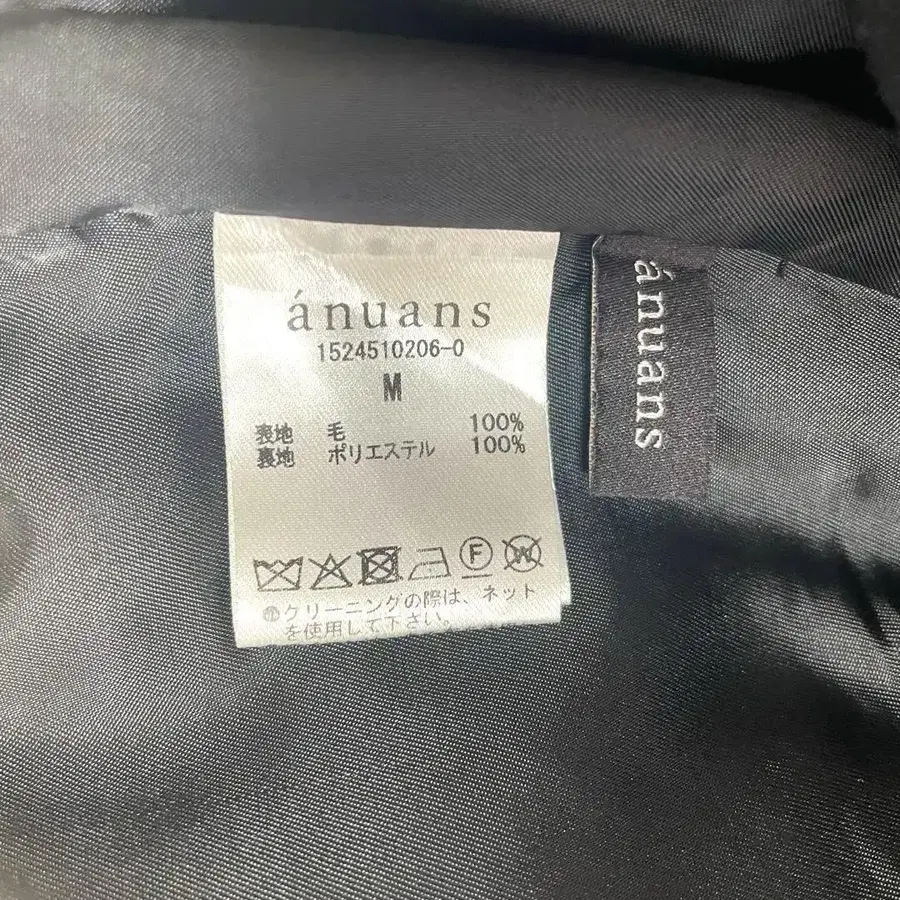 ánuans
1524510206-0
M
表地 毛 100%
裏地 ポリエステル 100%
F
W
クリーニングの際は、ネット
を使用して下さい。
ánuans